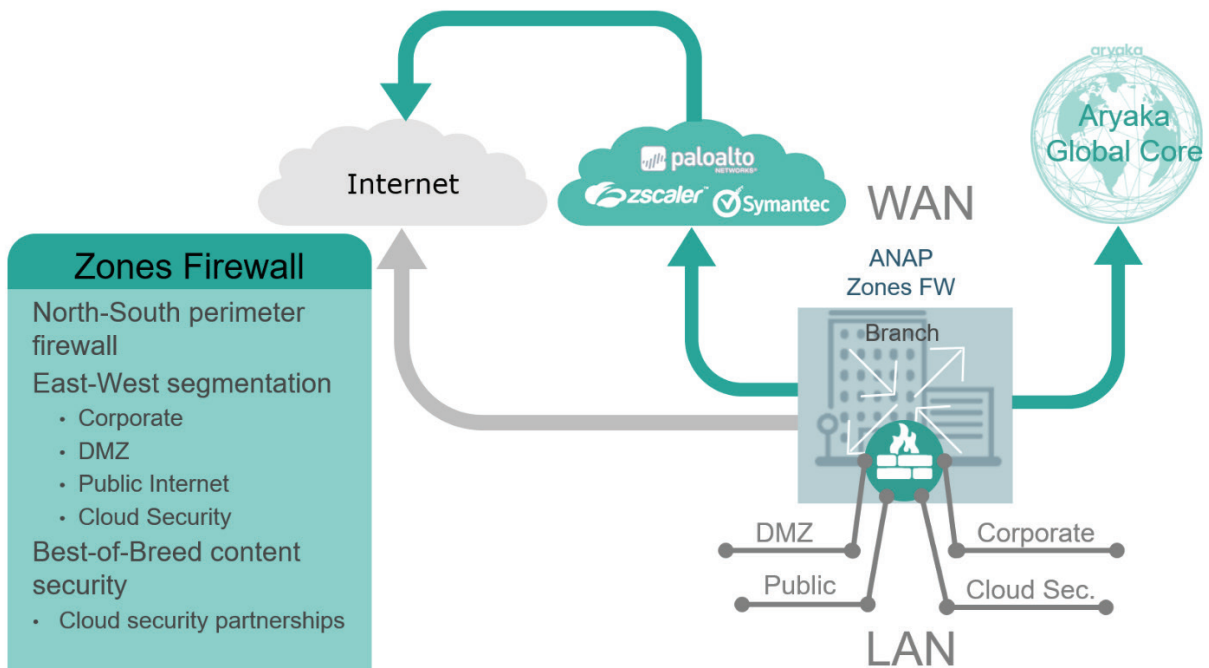 aryaka
Aryaka
Global Core
Internet
paloalto
NETWORKS®
zscaler™
Symantec
WAN
ANAP
Zones FW
Branch
Zones Firewall
North-South perimeter
firewall
East-West segmentation
• Corporate
• DMZ
• Public Internet
• Cloud Security
Best-of-Breed content
security
• Cloud security partnerships
DMZ
Corporate
Public
Cloud Sec.
LAN